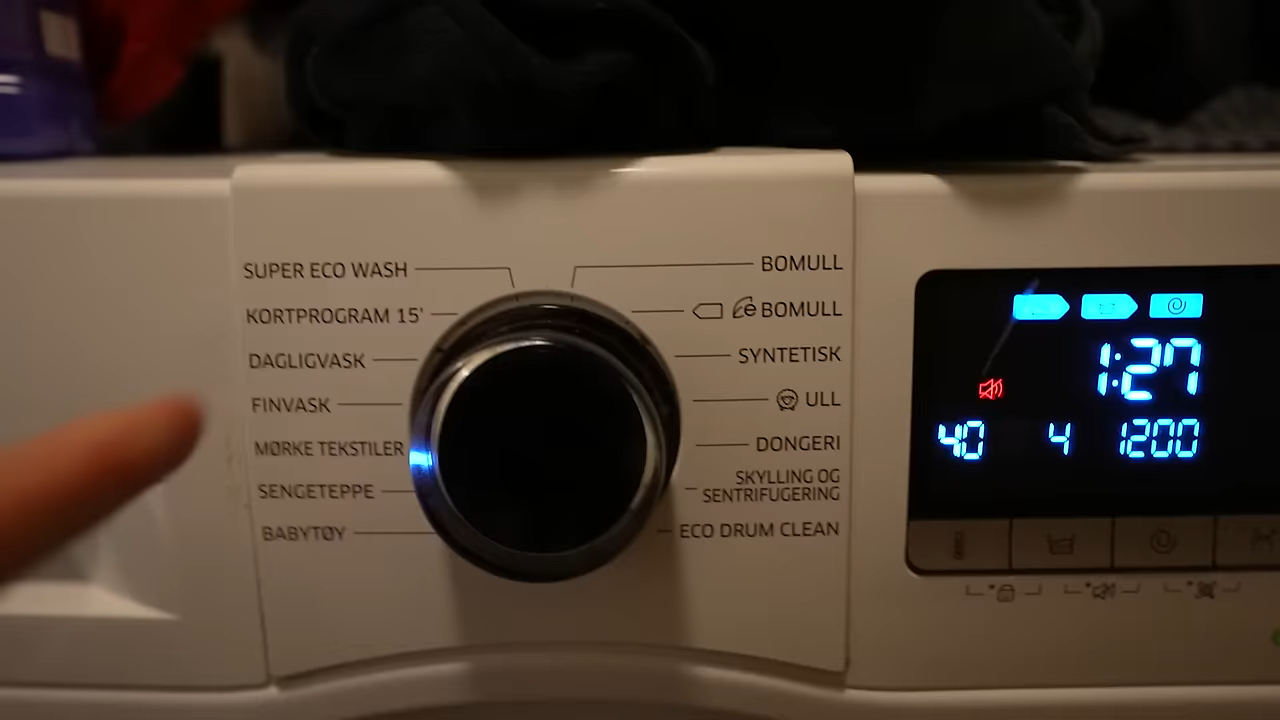 SUPER ECO WASH
KORTPROGRAM 15'
DAGLIGVASK
FINVASK
MØRKE TEKSTILER
SENGETEPPE
BABYTØY
BOMULL
BOMULL
SYNTETISK
ULL
DONGERI
SKYLLING OG
SENTRIFUGERING
ECO DRUM CLEAN
1:27
40 4 1200